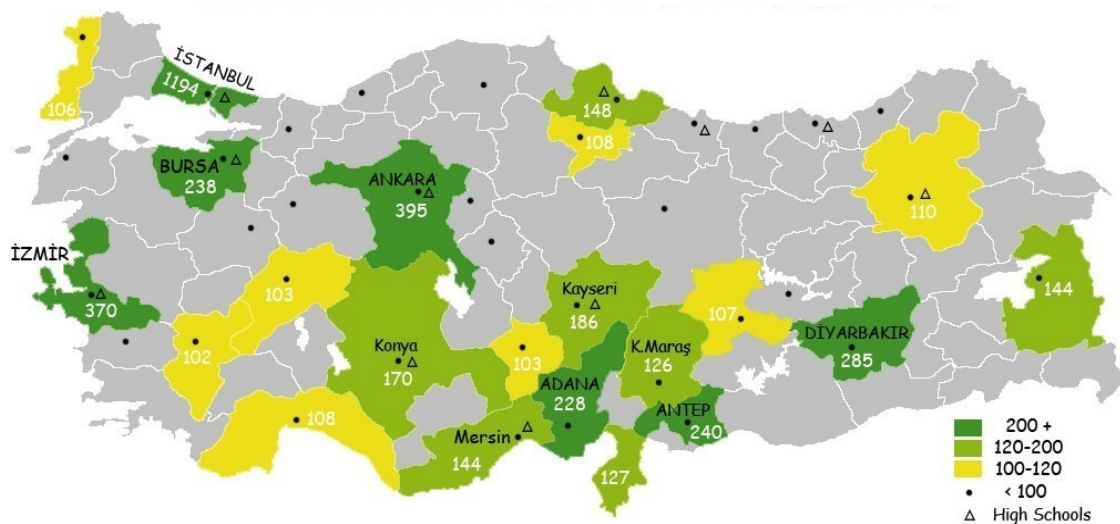 İSTANBUL
1194
106
148
108
BURSA
238
ANKARA
395
110
İZMİR
370
103
102
Kayseri
186
144
107
DİYARBAKIR
285
Konya
170
103
K.Maraş
126
ADANA
228
108
Mersin
144
ANTEP
240
127
200 +
120-200
100-120
< 100
High Schools